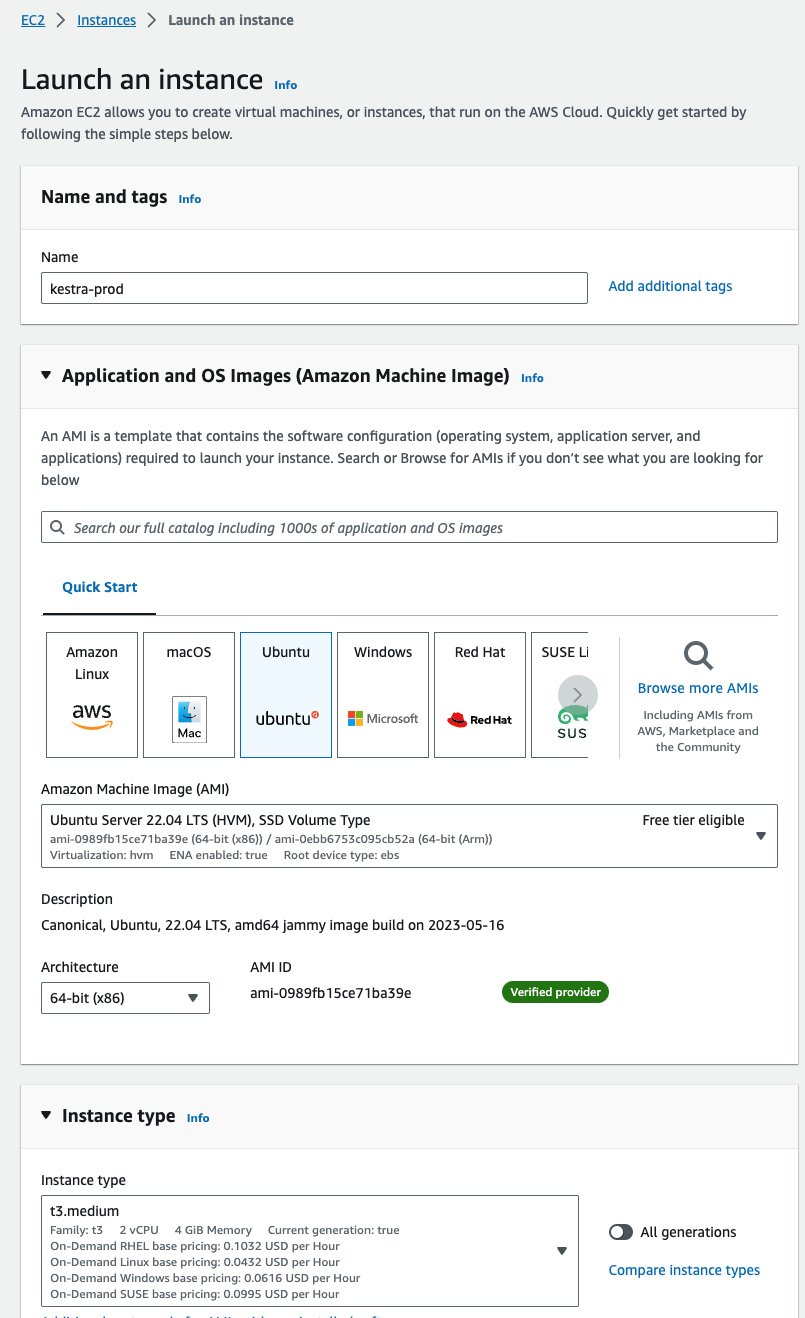 EC2 > Instances > Launch an instance
Launch an instance Info
Amazon EC2 allows you to create virtual machines, or instances, that run on the AWS Cloud. Quickly get started by
following the simple steps below.
Name and tags Info
Name
kestra-prod
Add additional tags
Application and OS Images (Amazon Machine Image) Info
An AMI is a template that contains the software configuration (operating system, application server, and
applications) required to launch your instance. Search or Browse for AMIs if you don’t see what you are looking for
below
Search our full catalog including 1000s of application and OS images
Quick Start
Amazon
Linux
aws
macOS
Mac
Ubuntu
ubuntu
Windows
Microsoft
Red Hat
Red Hat
SUSE Li
SUS
Browse more AMIs
Including AMIs from
AWS, Marketplace and
the Community
Amazon Machine Image (AMI)
Ubuntu Server 22.04 LTS (HVM), SSD Volume Type
Free tier eligible
ami-0989fb15ce71ba39e (64-bit (x86)) / ami-0ebb6753c095cb52a (64-bit (Arm))
Virtualization: hvm ENA enabled: true Root device type: ebs
Description
Canonical, Ubuntu, 22.04 LTS, amd64 jammy image build on 2023-05-16
Architecture
64-bit (x86)
AMI ID
ami-0989fb15ce71ba39e
Verified provider
Instance type Info
Instance type
t3.medium
Family: t3 2 vCPU 4 GiB Memory Current generation: true
On-Demand RHEL base pricing: 0.1032 USD per Hour
On-Demand Linux base pricing: 0.0432 USD per Hour
On-Demand Windows base pricing: 0.0616 USD per Hour
On-Demand SUSE base pricing: 0.0995 USD per Hour
All generations
Compare instance types